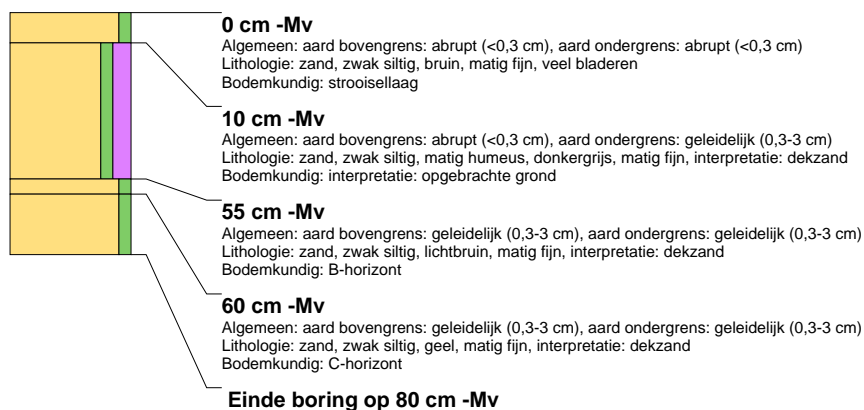 0 cm -Mv
Algemeen: aard bovengrens: abrupt (<0,3 cm), aard ondergrens: abrupt (<0,3 cm)
Lithologie: zand, zwak siltig, bruin, matig fijn, veel bladeren
Bodemkundig: strooisellaag
10 cm -Mv
Algemeen: aard bovengrens: abrupt (<0,3 cm), aard ondergrens: geleidelijk (0,3-3 cm)
Lithologie: zand, zwak siltig, matig humeus, donkergrijs, matig fijn, interpretatie: dekzand
Bodemkundig: interpretatie: opgebrachte grond
55 cm -Mv
Algemeen: aard bovengrens: geleidelijk (0,3-3 cm), aard ondergrens: geleidelijk (0,3-3 cm)
Lithologie: zand, zwak siltig, lichtbruin, matig fijn, interpretatie: dekzand
Bodemkundig: B-horizont
60 cm -Mv
Algemeen: aard bovengrens: geleidelijk (0,3-3 cm), aard ondergrens: geleidelijk (0,3-3 cm)
Lithologie: zand, zwak siltig, geel, matig fijn, interpretatie: dekzand
Bodemkundig: C-horizont
Einde boring op 80 cm -Mv